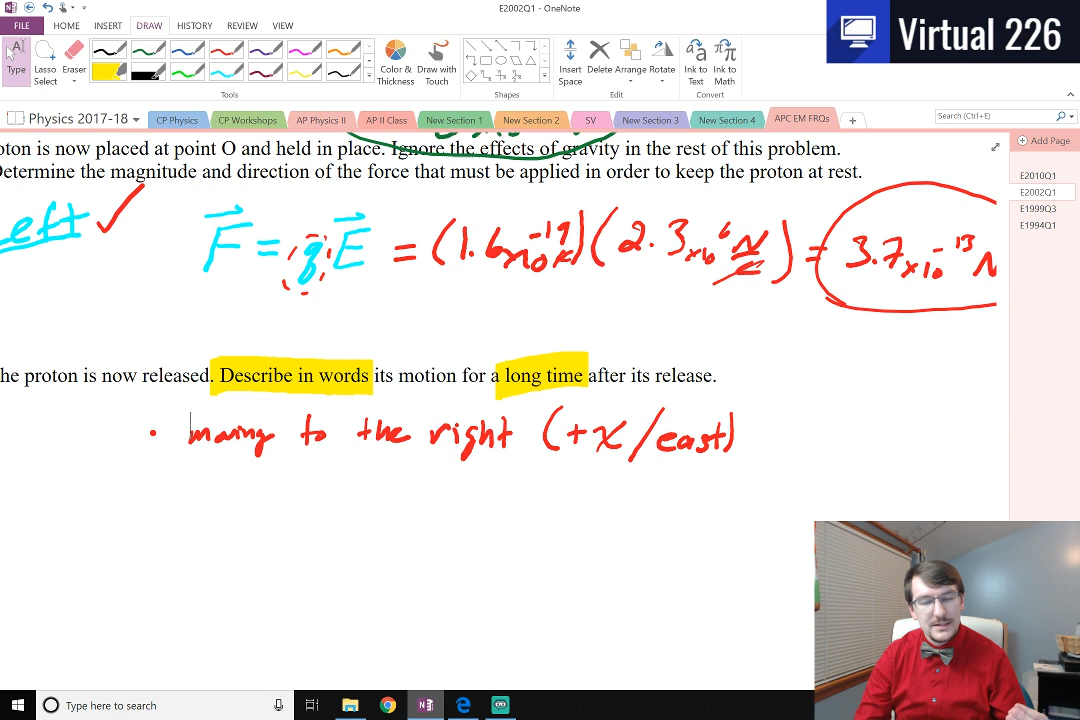 E2002Q1 - OneNote
FILE HOME INSERT DRAW HISTORY REVIEW VIEW
Virtual 226
Type
Lasso Select
Eraser
Color & Thickness
Draw with Touch
Insert Space
Delete
Arrange
Rotate
Ink to Text
Ink to Math
Tools Shapes Edit Convert
Physics 2017-18 CP Physics CP Workshops AP Physics II AP II Class New Section 1 New Section 2 SV New Section 3 New Section 4 APC EM FRQs
Search (Ctrl+E)
Add Page
E2010Q1
E2002Q1
E1999Q3
E1994Q1
oton is now placed at point O and held in place. Ignore the effects of gravity in the rest of this problem.
Determine the magnitude and direction of the force that must be applied in order to keep the proton at rest.
eft ✓ F = qE = (1.6x10^-19 C)(2.3x10^6 N/C) = 3.7x10^-13 N
he proton is now released. Describe in words its motion for a long time after its release.
• moving to the right (+x/east)
Type here to search